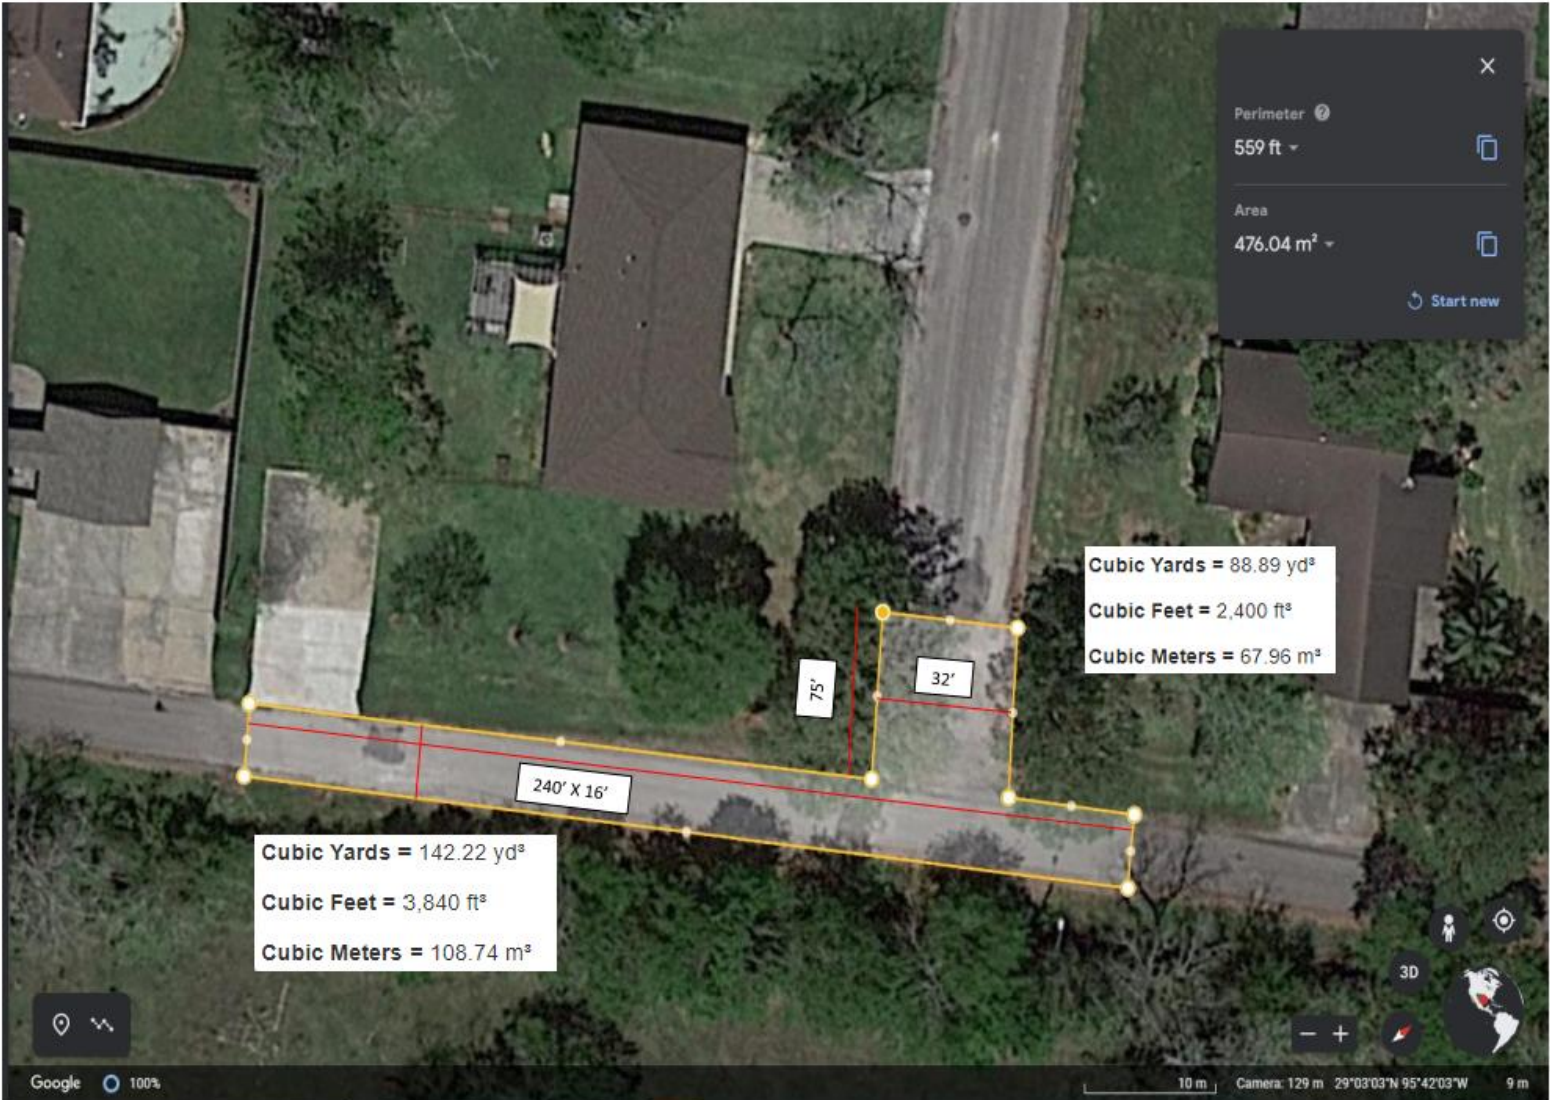 Perimeter
559 ft
Area
476.04 m²
Start new
Cubic Yards = 88.89 yd³
Cubic Feet = 2,400 ft³
Cubic Meters = 67.96 m³
32’
75’
240’ X 16’
Cubic Yards = 142.22 yd³
Cubic Feet = 3,840 ft³
Cubic Meters = 108.74 m³
3D
Google 100% 10 m Camera: 129 m 29°03'03"N 95°42'03"W 9 m